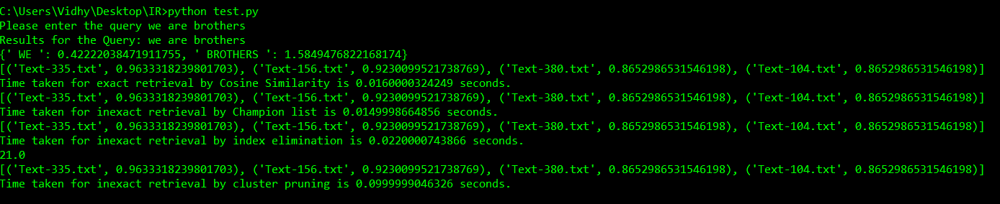 C:\Users\Vidhy\Desktop\IR>python test.py
Please enter the query we are brothers
Results for the Query: we are brothers
{' WE ': 0.42222038471911755, ' BROTHERS ': 1.5849476822168174}
[('Text-335.txt', 0.9633318239801703), ('Text-156.txt', 0.9230099521738769), ('Text-380.txt', 0.8652986531546198), ('Text-104.txt', 0.8652986531546198)]
Time taken for exact retrieval by Cosine Similarity is 0.0160000324249 seconds.
[('Text-335.txt', 0.9633318239801703), ('Text-156.txt', 0.9230099521738769), ('Text-380.txt', 0.8652986531546198), ('Text-104.txt', 0.8652986531546198)]
Time taken for inexact retrieval by Champion list is 0.0149998664856 seconds.
[('Text-335.txt', 0.9633318239801703), ('Text-156.txt', 0.9230099521738769), ('Text-380.txt', 0.8652986531546198), ('Text-104.txt', 0.8652986531546198)]
Time taken for inexact retrieval by index elimination is 0.0220000743866 seconds.
21.0
[('Text-335.txt', 0.9633318239801703), ('Text-156.txt', 0.9230099521738769), ('Text-380.txt', 0.8652986531546198), ('Text-104.txt', 0.8652986531546198)]
Time taken for inexact retrieval by cluster pruning is 0.0999999046326 seconds.